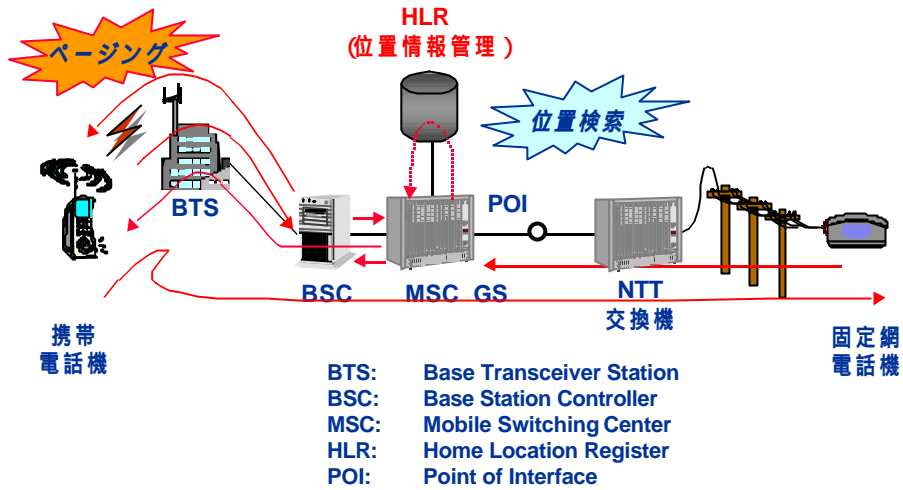 HLR
(位置情報管理)
ページング
位置検索
BTS
POI
BSC
MSC GS
NTT
交換機
携帯
電話機
固定網
電話機
BTS: Base Transceiver Station
BSC: Base Station Controller
MSC: Mobile Switching Center
HLR: Home Location Register
POI: Point of Interface